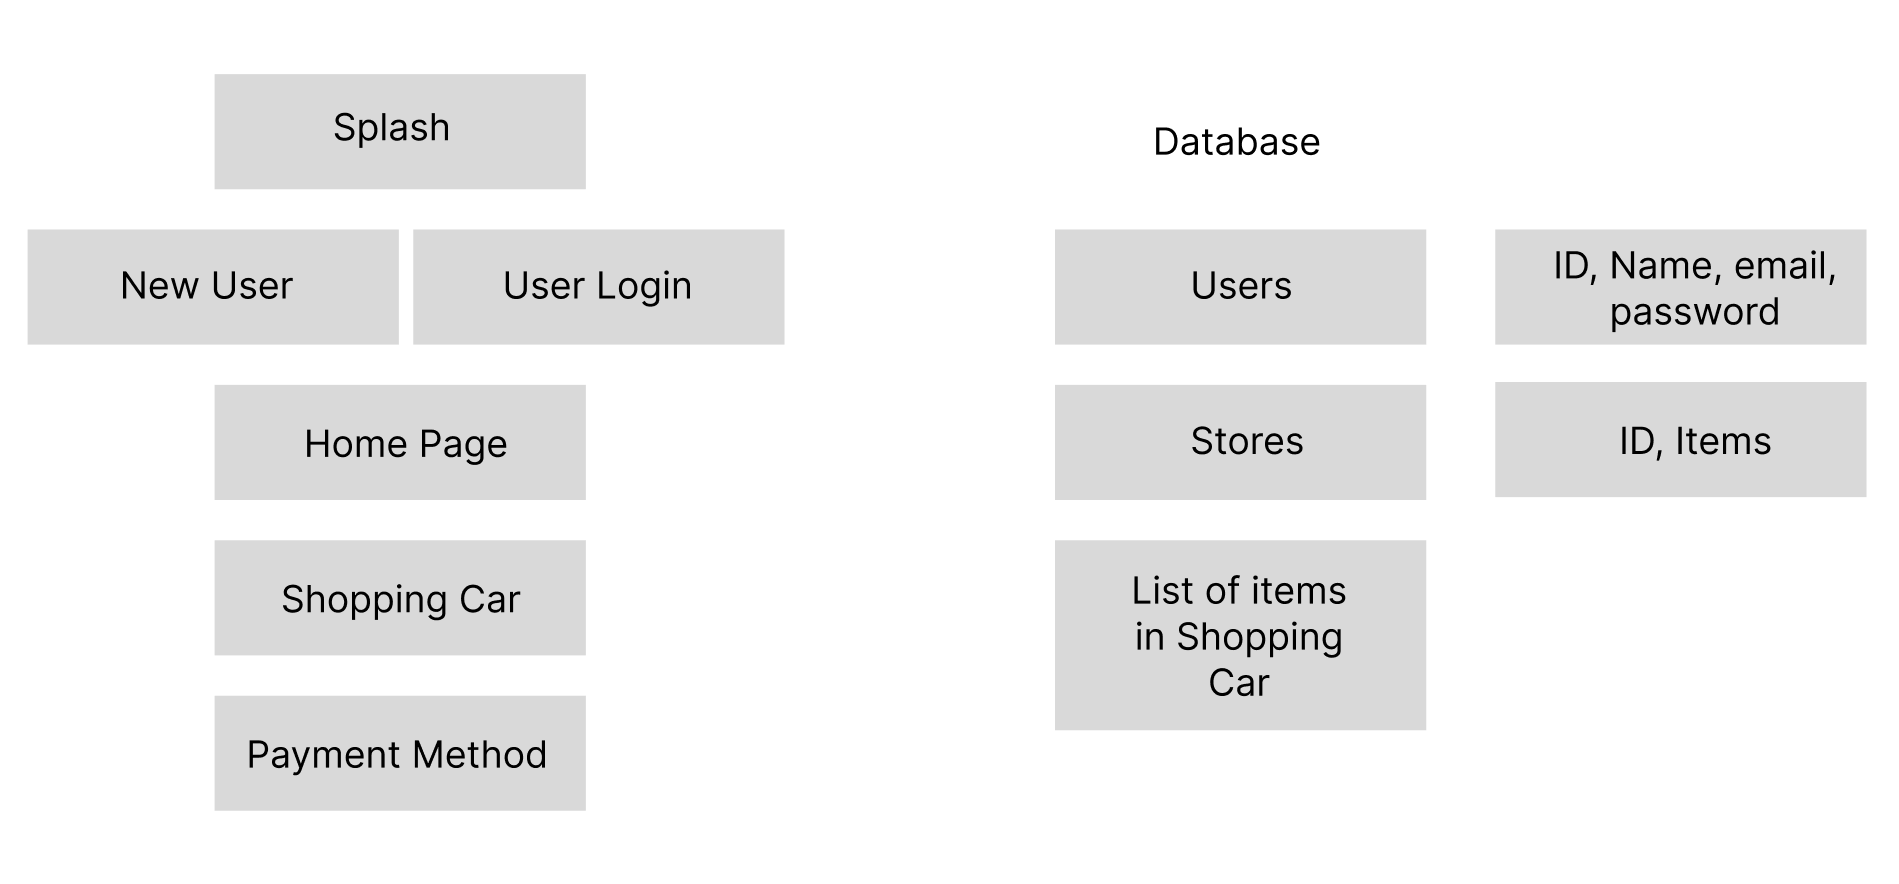 Splash
New User
User Login
Home Page
Shopping Car
Payment Method
Database
Users
ID, Name, email,
password
Stores
ID, Items
List of items
in Shopping
Car